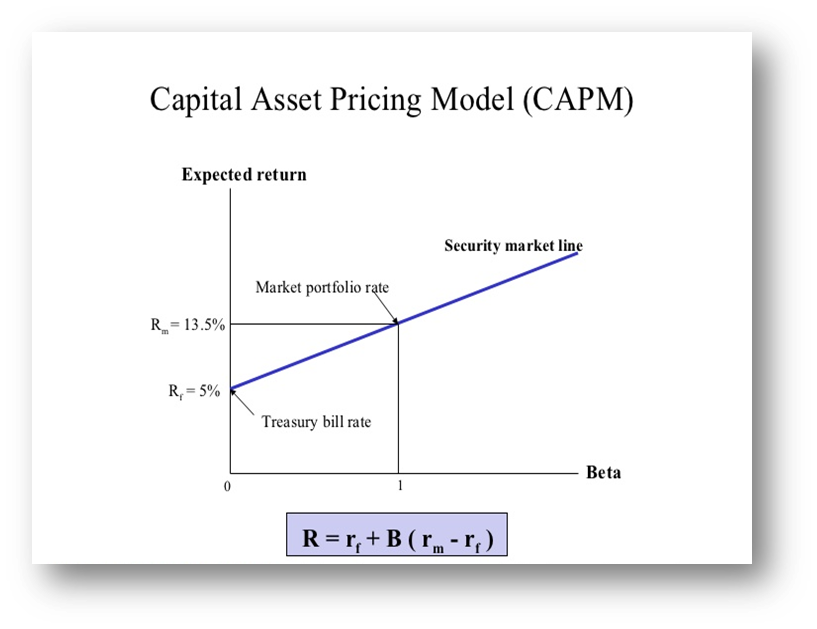 Capital Asset Pricing Model (CAPM)
Expected return
Security market line
Market portfolio rate
Rm = 13.5%
Rf = 5%
Treasury bill rate
Beta
0
1
R = rf + B ( rm - rf )